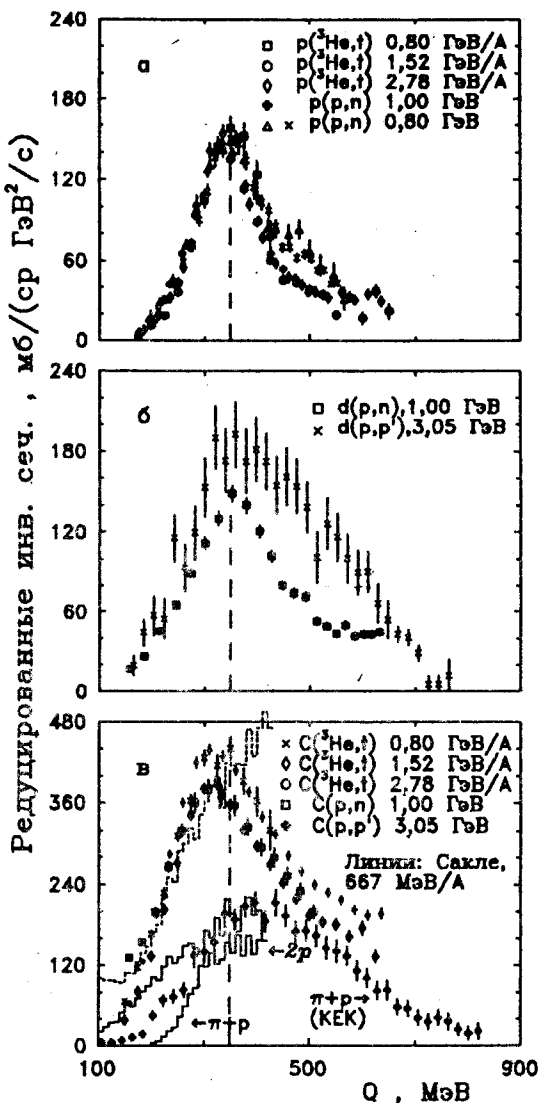 240
180
120
60
0
а
p(³He,t) 0,80 ГэВ/А
p(³He,t) 1,52 ГэВ/А
p(³He,t) 2,78 ГэВ/А
p(p,n) 1,00 ГэВ
p(p,n) 0,80 ГэВ
Редуцированные инв. сеч. , мб/(ср ГэВ²/с)
240
180
120
60
0
б
d(p,n),1,00 ГэВ
d(p,p'),3,05 ГэВ
480
360
240
120
0
в
C(³He,t) 0,80 ГэВ/А
C(³He,t) 1,52 ГэВ/А
C(³He,t) 2,78 ГэВ/А
C(p,n) 1,00 ГэВ
C(p,p') 3,05 ГэВ
Линии: Сакле,
667 МэВ/А
←2p
←π+p
π+p→
(KEK)
100 500 900
Q , МэВ